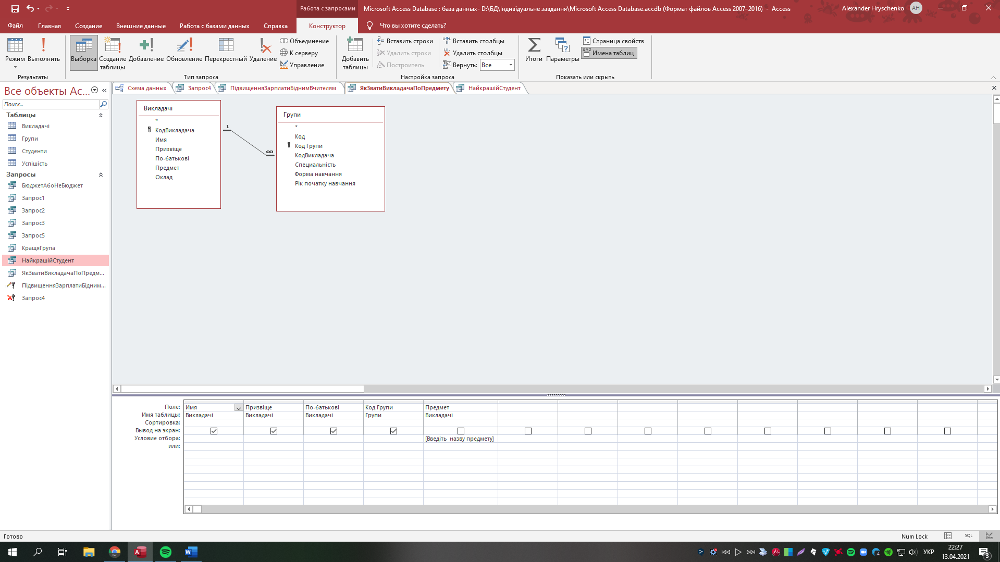 Работа с запросами
Microsoft Access Database : база данных- D:\БД\Індивідуальне завдання\Microsoft Access Database.accdb (Формат файлов Access 2007–2016)  -  Access
Alexander Hryschenko
AH
Файл
Главная
Создание
Внешние данные
Работа с базами данных
Справка
Конструктор
Что вы хотите сделать?
Режим
Выполнить
Выборка
Создание таблицы
Добавление
Обновление
Перекрестный
Удаление
Объединение
К серверу
Управление
Добавить таблицы
Вставить строки
Удалить строки
Построитель
Вставить столбцы
Удалить столбцы
Вернуть:
Все
Итоги
Параметры
Страница свойств
XYZ
Имена таблиц
Результаты
Тип запроса
Настройка запроса
Показать или скрыть
Все объекты Ac...
Поиск...
Таблицы
Викладачі
Групи
Студенти
Успішість
Запросы
БюджетАбоНеБюджет
Запрос1
Запрос2
Запрос3
Запрос5
КращяГрупа
НайкрашійСтудент
ЯкЗватиВикладачаПоПредм...
ПідвищенняЗарплатиБідним...
Запрос4
Схема данных
Запрос4
ПідвищенняЗарплатиБіднимВчителям
ЯкЗватиВикладачаПоПредмету
НайкрашійСтудент
Викладачі
*
КодВикладача
Имя
Призвіще
По-батькові
Предмет
Оклад
1
∞
Групи
*
Код
Код Групи
КодВикладача
Специальність
Форма навчання
Рік початку навчання
Поле:
Имя
Призвіще
По-батькові
Код Групи
Предмет
Имя таблицы:
Викладачі
Викладачі
Викладачі
Групи
Викладачі
Сортировка:
Вывод на экран:
Условие отбора:
[Введіть  назву предмету]
или:
Готово
Num Lock
SQL
УКР
22:27
13.04.2021
3